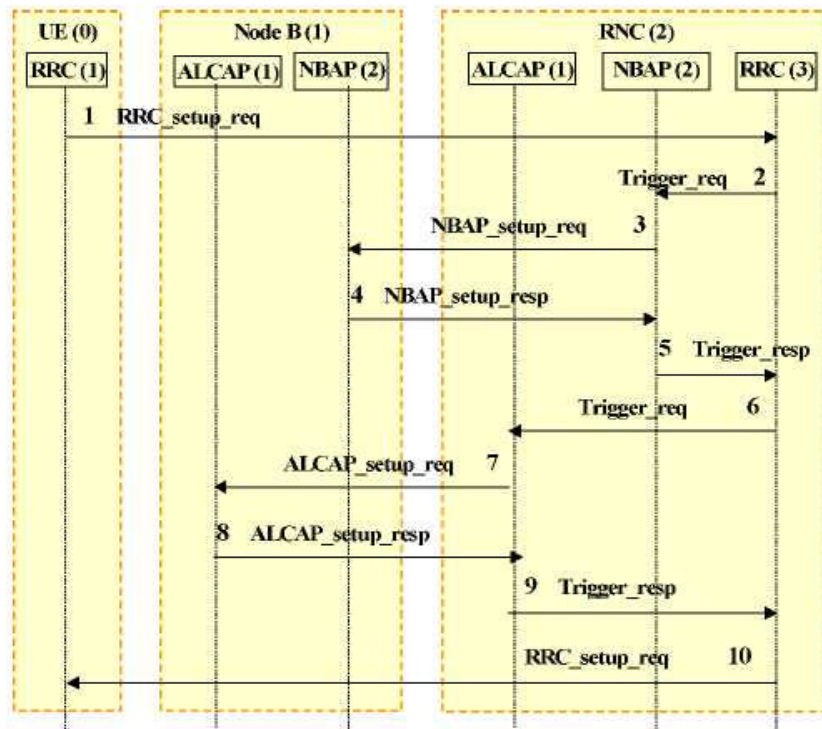 UE (0) Node B (1) RNC (2)
RRC (1) ALCAP (1) NBAP (2) ALCAP (1) NBAP (2) RRC (3)
1 RRC_setup_req
Trigger_req 2
NBAP_setup_req 3
4 NBAP_setup_resp
5 Trigger_resp
Trigger_req 6
ALCAP_setup_req 7
8 ALCAP_setup_resp
9 Trigger_resp
RRC_setup_req 10